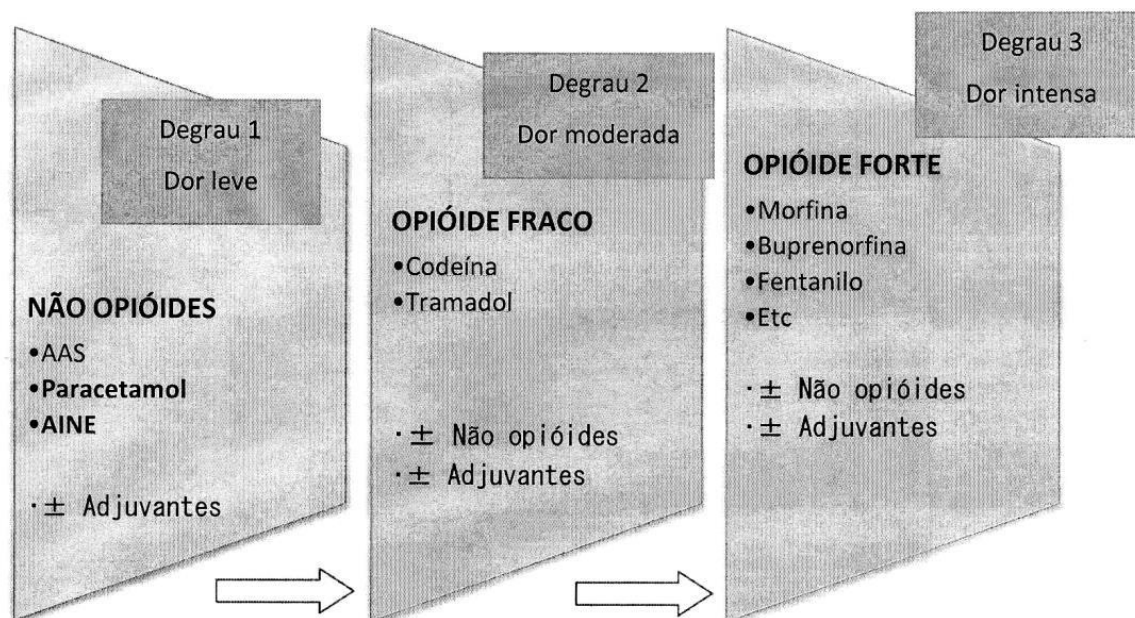 Degrau 1
Dor leve
NÃO OPIÓIDES
•AAS
•Paracetamol
•AINE
·± Adjuvantes
Degrau 2
Dor moderada
OPIÓIDE FRACO
•Codeína
•Tramadol
·± Não opióides
·± Adjuvantes
Degrau 3
Dor intensa
OPIÓIDE FORTE
•Morfina
•Buprenorfina
•Fentanilo
•Etc
·± Não opióides
·± Adjuvantes